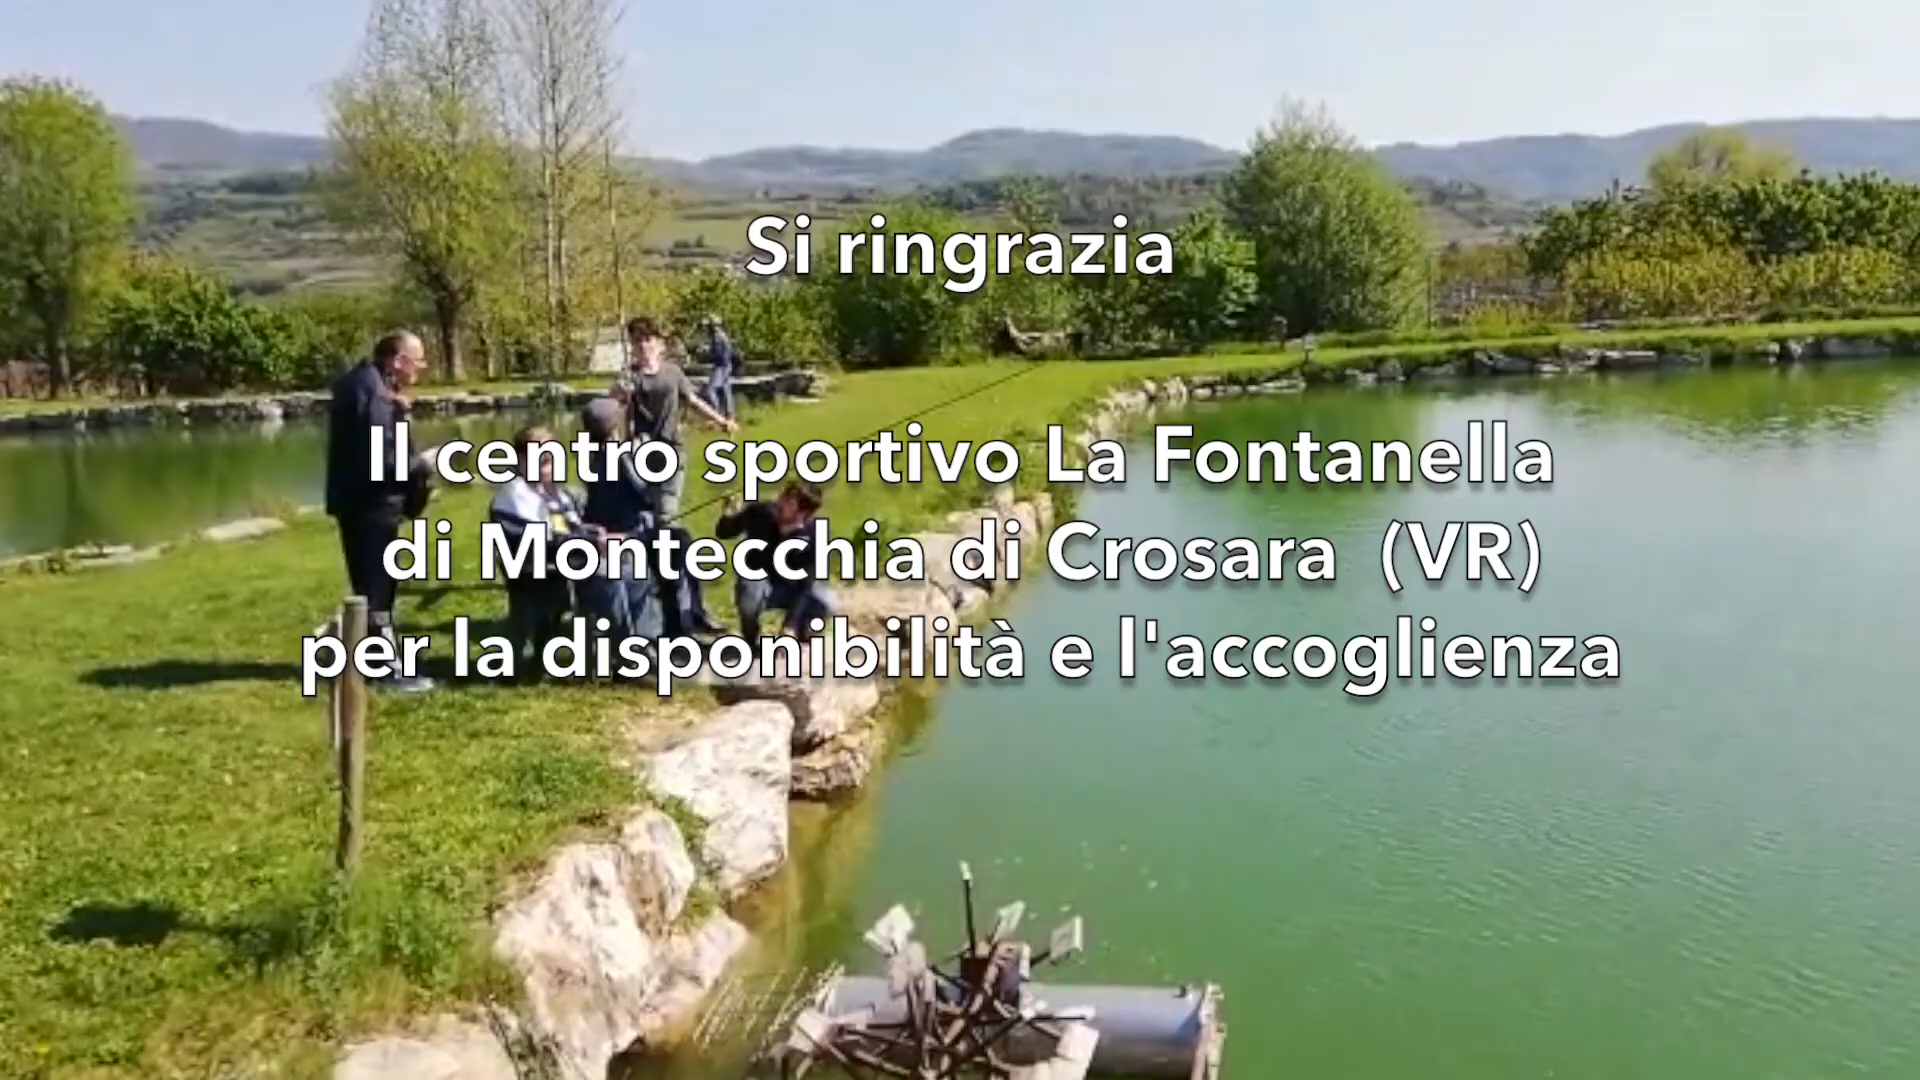 Si ringrazia
Il centro sportivo La Fontanella
di Montecchia di Crosara (VR)
per la disponibilità e l'accoglienza